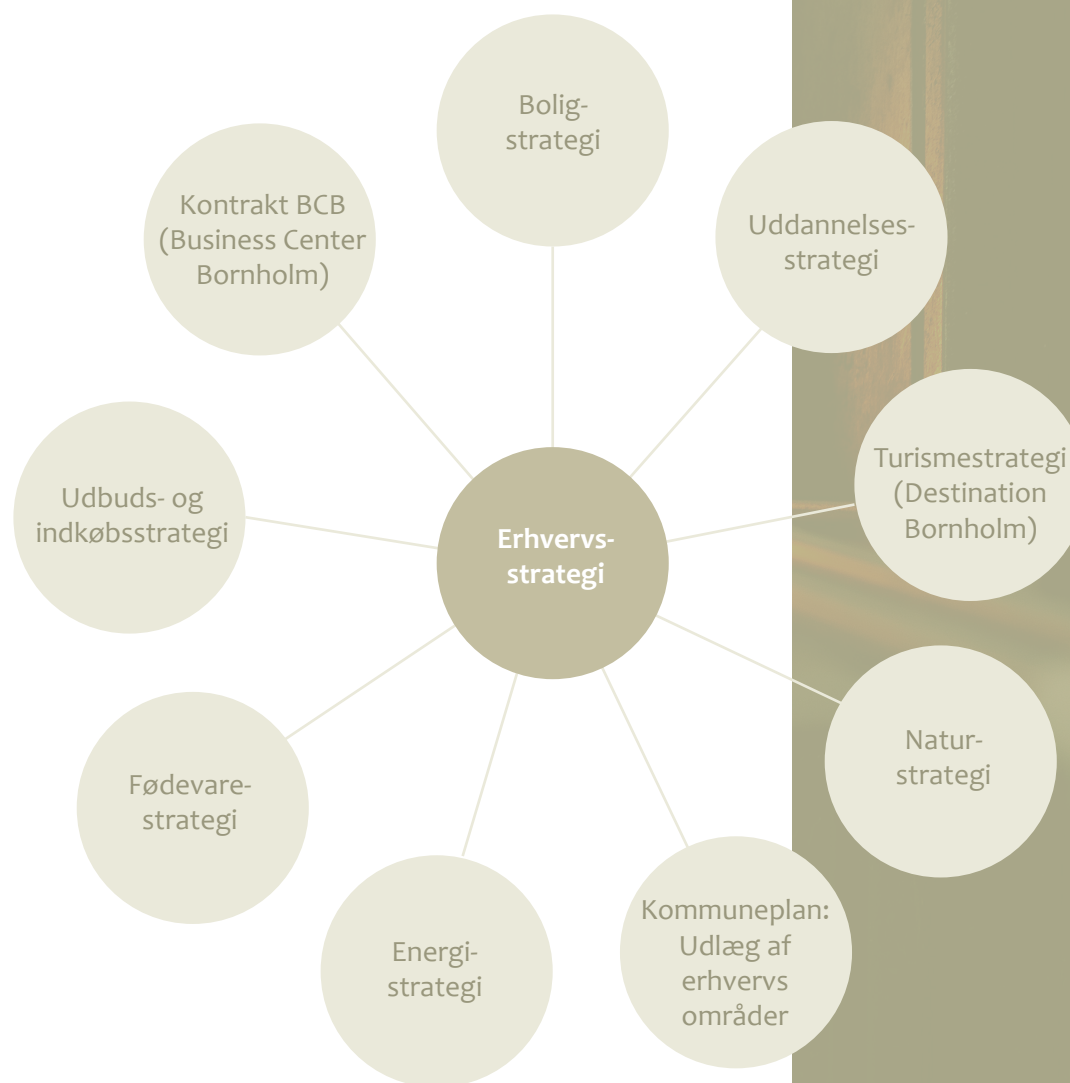 Bolig-
strategi
Uddannelses-
strategi
Turismestrategi
(Destination
Bornholm)
Natur-
strategi
Kommuneplan:
Udlæg af
erhvervs
områder
Energi-
strategi
Fødevare-
strategi
Udbuds- og
indkøbsstrategi
Kontrakt BCB
(Business Center
Bornholm)
Erhvervs-
strategi